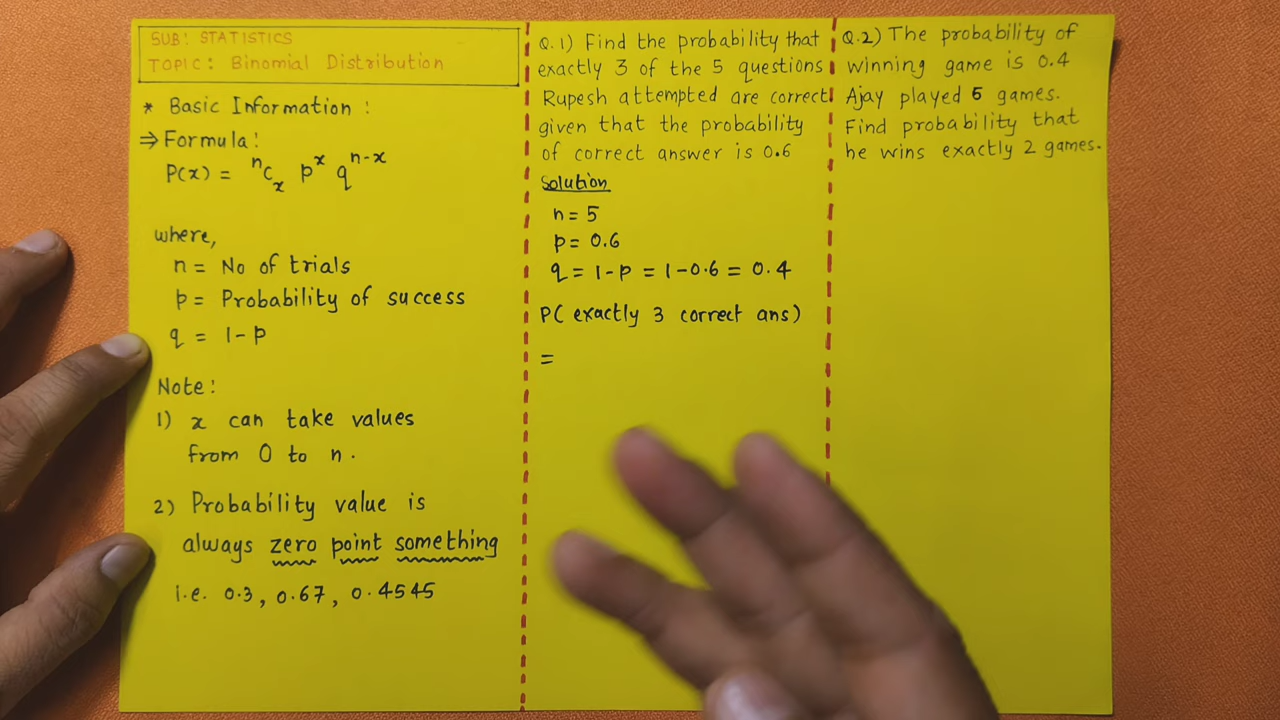 SUB: STATISTICS
TOPIC: Binomial Distribution
* Basic Information :
⇒ Formula:
P(x) = ⁿCₓ pˣ qⁿ⁻ˣ
where,
n = No of trials
p = Probability of success
q = 1 - p
Note:
1) x can take values
from 0 to n.
2) Probability value is
always zero point something
i.e. 0.3, 0.67, 0.4545
Q.1) Find the probability that
exactly 3 of the 5 questions
Rupesh attempted are correct
given that the probability
of correct answer is 0.6
Solution
n = 5
p = 0.6
q = 1-p = 1-0.6 = 0.4
P( exactly 3 correct ans)
=
Q.2) The probability of
winning game is 0.4
Ajay played 5 games.
Find probability that
he wins exactly 2 games.